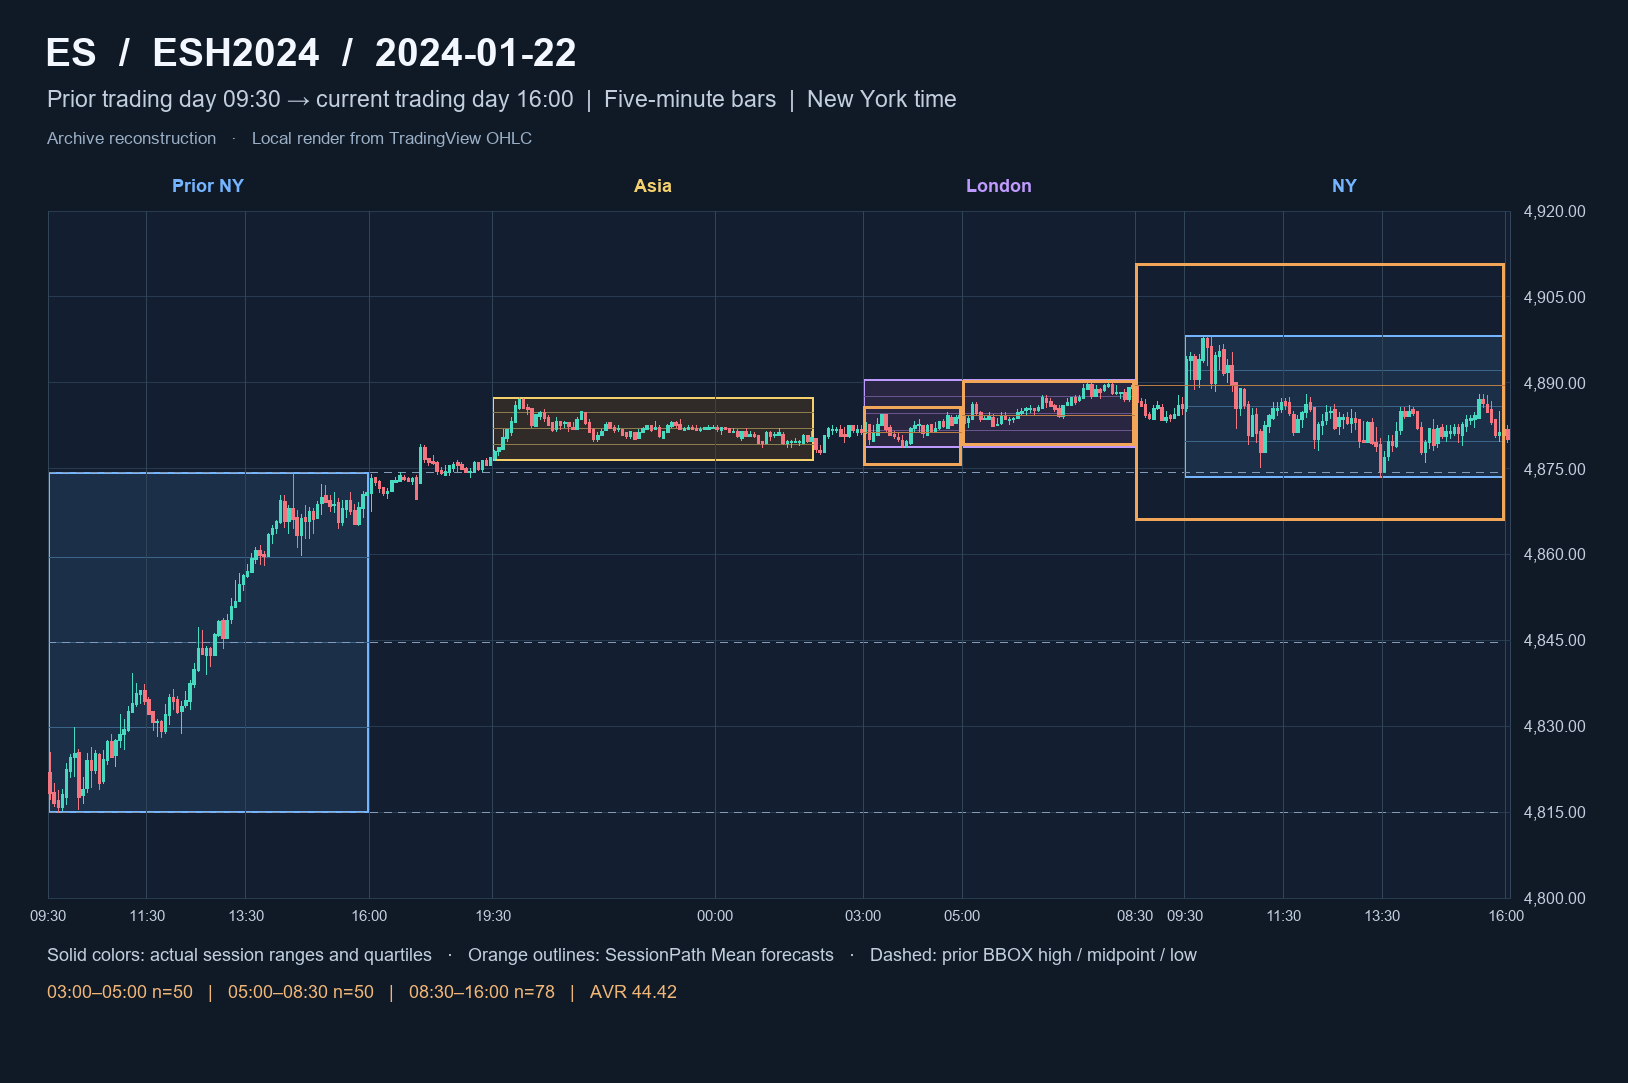 ES / ESH2024 / 2024-01-22
Prior trading day 09:30 → current trading day 16:00 | Five-minute bars | New York time
Archive reconstruction · Local render from TradingView OHLC
Prior NY Asia London NY
4,920.00
4,905.00
4,890.00
4,875.00
4,860.00
4,845.00
4,830.00
4,815.00
4,800.00
09:30 11:30 13:30 16:00 19:30 00:00 03:00 05:00 08:30 09:30 11:30 13:30 16:00
Solid colors: actual session ranges and quartiles · Orange outlines: SessionPath Mean forecasts · Dashed: prior BBOX high / midpoint / low
03:00–05:00 n=50 | 05:00–08:30 n=50 | 08:30–16:00 n=78 | AVR 44.42